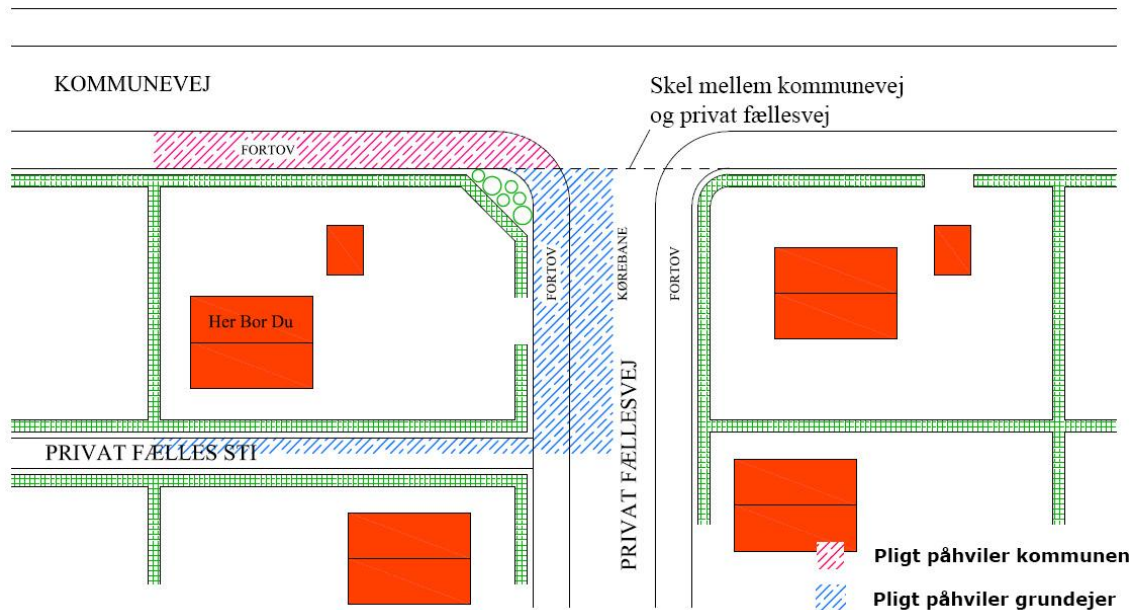 KOMMUNEVEJ
Skel mellem kommunevej
og privat fællesvej
FORTOV
FORTOV
KØREBANE
FORTOV
Her Bor Du
PRIVAT FÆLLESVEJ
PRIVAT FÆLLES STI
Pligt påhviler kommunen
Pligt påhviler grundejer